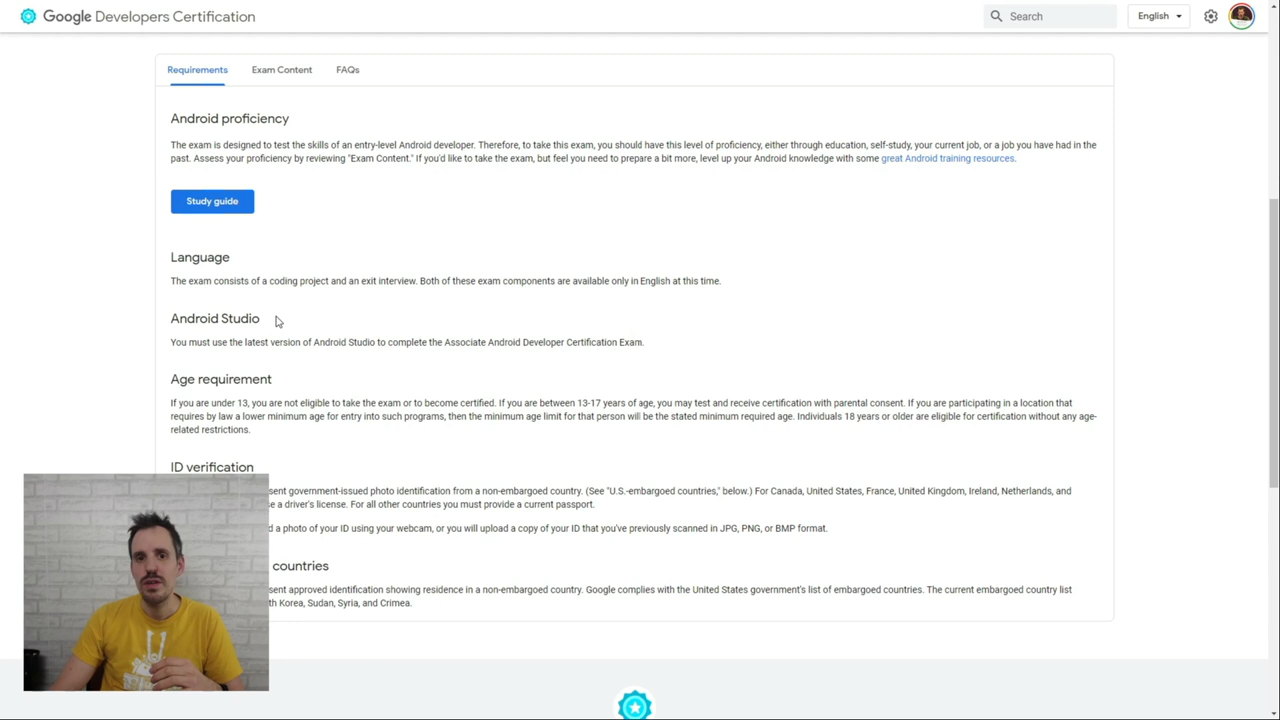 Google Developers Certification
Search
English
Requirements
Exam Content
FAQs
Android proficiency
The exam is designed to test the skills of an entry-level Android developer. Therefore, to take this exam, you should have this level of proficiency, either through education, self-study, your current job, or a job you have had in the
past. Assess your proficiency by reviewing "Exam Content." If you'd like to take the exam, but feel you need to prepare a bit more, level up your Android knowledge with some great Android training resources.
Study guide
Language
The exam consists of a coding project and an exit interview. Both of these exam components are available only in English at this time.
Android Studio
You must use the latest version of Android Studio to complete the Associate Android Developer Certification Exam.
Age requirement
If you are under 13, you are not eligible to take the exam or to become certified. If you are between 13-17 years of age, you may test and receive certification with parental consent. If you are participating in a location that
requires by law a lower minimum age for entry into such programs, then the minimum age limit for that person will be the stated minimum required age. Individuals 18 years or older are eligible for certification without any age-
related restrictions.
ID verification
sent government-issued photo identification from a non-embargoed country. (See "U.S.-embargoed countries," below.) For Canada, United States, France, United Kingdom, Ireland, Netherlands, and
e a driver's license. For all other countries you must provide a current passport.
d a photo of your ID using your webcam, or you will upload a copy of your ID that you've previously scanned in JPG, PNG, or BMP format.
countries
sent approved identification showing residence in a non-embargoed country. Google complies with the United States government's list of embargoed countries. The current embargoed country list
th Korea, Sudan, Syria, and Crimea.